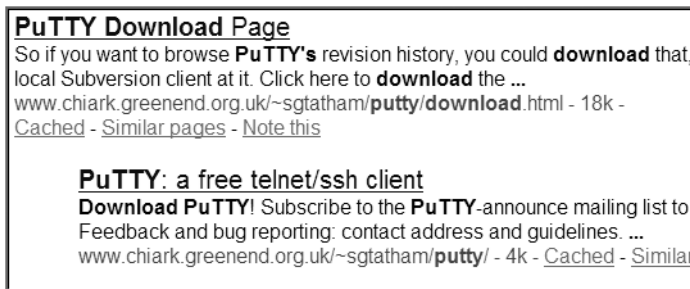 PuTTY Download Page
So if you want to browse PuTTY's revision history, you could download that,
local Subversion client at it. Click here to download the ...
www.chiark.greenend.org.uk/~sgtatham/putty/download.html - 18k -
Cached - Similar pages - Note this
PuTTY: a free telnet/ssh client
Download PuTTY! Subscribe to the PuTTY-announce mailing list to
Feedback and bug reporting: contact address and guidelines. ...
www.chiark.greenend.org.uk/~sgtatham/putty/ - 4k - Cached - Similar